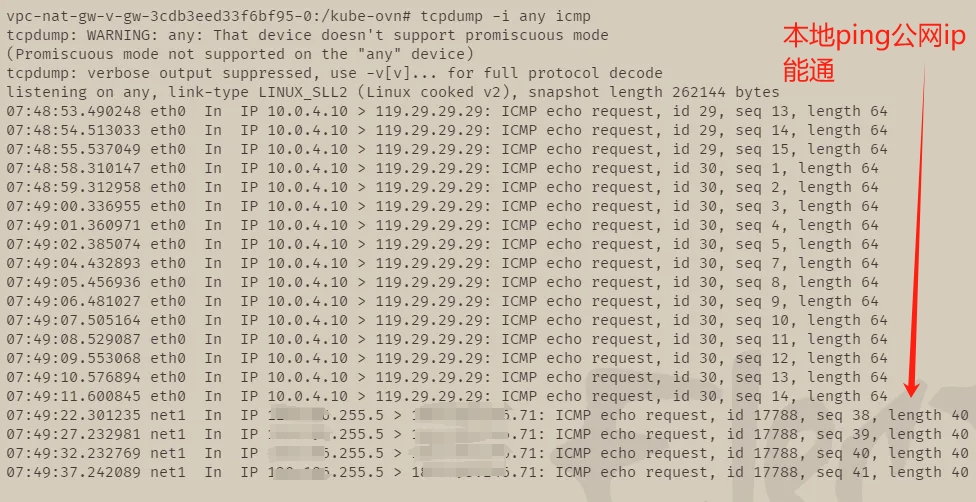 vpc-nat-gw-v-gw-3cdb3eed33f6bf95-0:/kube-ovn# tcpdump -i any icmp
tcpdump: WARNING: any: That device doesn't support promiscuous mode
(Promiscuous mode not supported on the "any" device)
tcpdump: verbose output suppressed, use -v[v]... for full protocol decode
listening on any, link-type LINUX_SLL2 (Linux cooked v2), snapshot length 262144 bytes
本地ping公网ip
能通
07:48:53.490248 eth0  In  IP 10.0.4.10 > 119.29.29.29: ICMP echo request, id 29, seq 13, length 64
07:48:54.513033 eth0  In  IP 10.0.4.10 > 119.29.29.29: ICMP echo request, id 29, seq 14, length 64
07:48:55.537049 eth0  In  IP 10.0.4.10 > 119.29.29.29: ICMP echo request, id 29, seq 15, length 64
07:48:58.310147 eth0  In  IP 10.0.4.10 > 119.29.29.29: ICMP echo request, id 30, seq 1, length 64
07:48:59.312958 eth0  In  IP 10.0.4.10 > 119.29.29.29: ICMP echo request, id 30, seq 2, length 64
07:49:00.336955 eth0  In  IP 10.0.4.10 > 119.29.29.29: ICMP echo request, id 30, seq 3, length 64
07:49:01.360971 eth0  In  IP 10.0.4.10 > 119.29.29.29: ICMP echo request, id 30, seq 4, length 64
07:49:02.385074 eth0  In  IP 10.0.4.10 > 119.29.29.29: ICMP echo request, id 30, seq 5, length 64
07:49:04.432893 eth0  In  IP 10.0.4.10 > 119.29.29.29: ICMP echo request, id 30, seq 7, length 64
07:49:05.456936 eth0  In  IP 10.0.4.10 > 119.29.29.29: ICMP echo request, id 30, seq 8, length 64
07:49:06.481027 eth0  In  IP 10.0.4.10 > 119.29.29.29: ICMP echo request, id 30, seq 9, length 64
07:49:07.505164 eth0  In  IP 10.0.4.10 > 119.29.29.29: ICMP echo request, id 30, seq 10, length 64
07:49:08.529087 eth0  In  IP 10.0.4.10 > 119.29.29.29: ICMP echo request, id 30, seq 11, length 64
07:49:09.553068 eth0  In  IP 10.0.4.10 > 119.29.29.29: ICMP echo request, id 30, seq 12, length 64
07:49:10.576894 eth0  In  IP 10.0.4.10 > 119.29.29.29: ICMP echo request, id 30, seq 13, length 64
07:49:11.600845 eth0  In  IP 10.0.4.10 > 119.29.29.29: ICMP echo request, id 30, seq 14, length 64
07:49:22.301235 net1  In  IP .255.5 > .71: ICMP echo request, id 17788, seq 38, length 40
07:49:27.232981 net1  In  IP .255.5 > .71: ICMP echo request, id 17788, seq 39, length 40
07:49:32.232769 net1  In  IP .255.5 > .71: ICMP echo request, id 17788, seq 40, length 40
07:49:37.242089 net1  In  IP .255.5 > .71: ICMP echo request, id 17788, seq 41, length 40